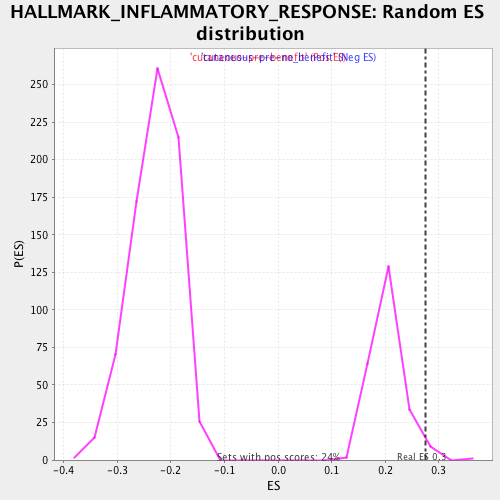 HALLMARK_INFLAMMATORY_RESPONSE: Random ES
distribution
(Neg ES)
250
225
200
175
150
125
100
75
50
25
0
P(ES)
Sets with pos scores: 24%
Real ES 0.3
-0.4
-0.3
-0.2
-0.1
0.0
0.1
0.2
0.3
ES